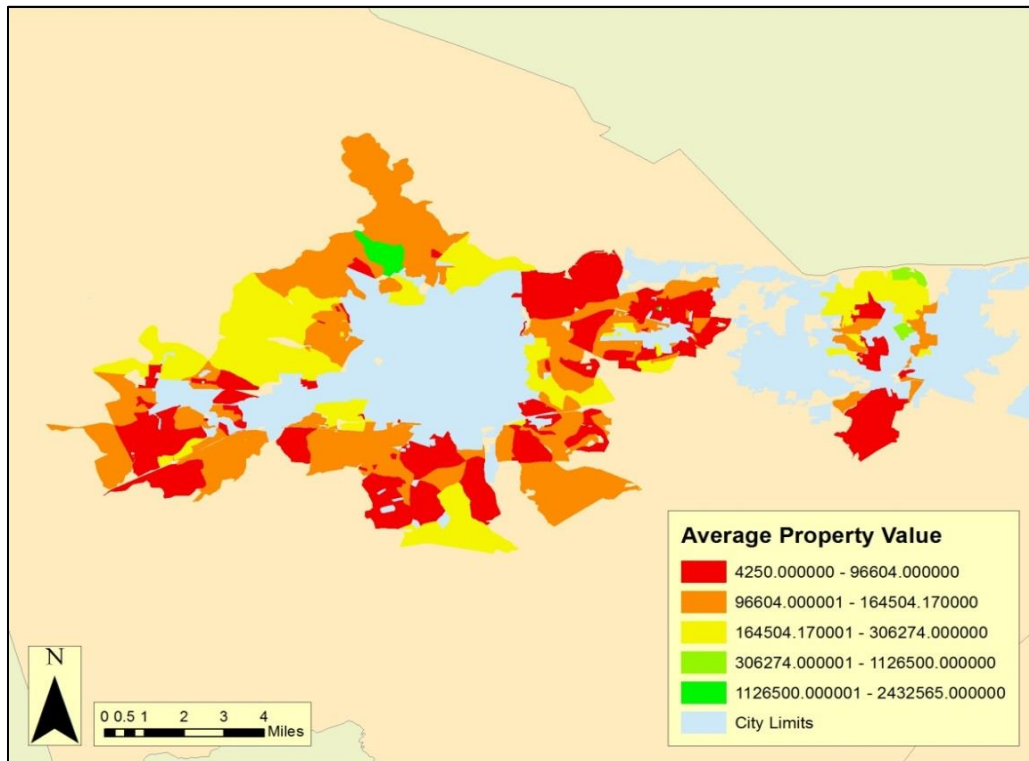 Average Property Value
4250.000000 - 96604.000000
96604.000001 - 164504.170000
164504.170001 - 306274.000000
306274.000001 - 1126500.000000
1126500.000001 - 2432565.000000
City Limits
N
0 0.5 1 2 3 4
Miles